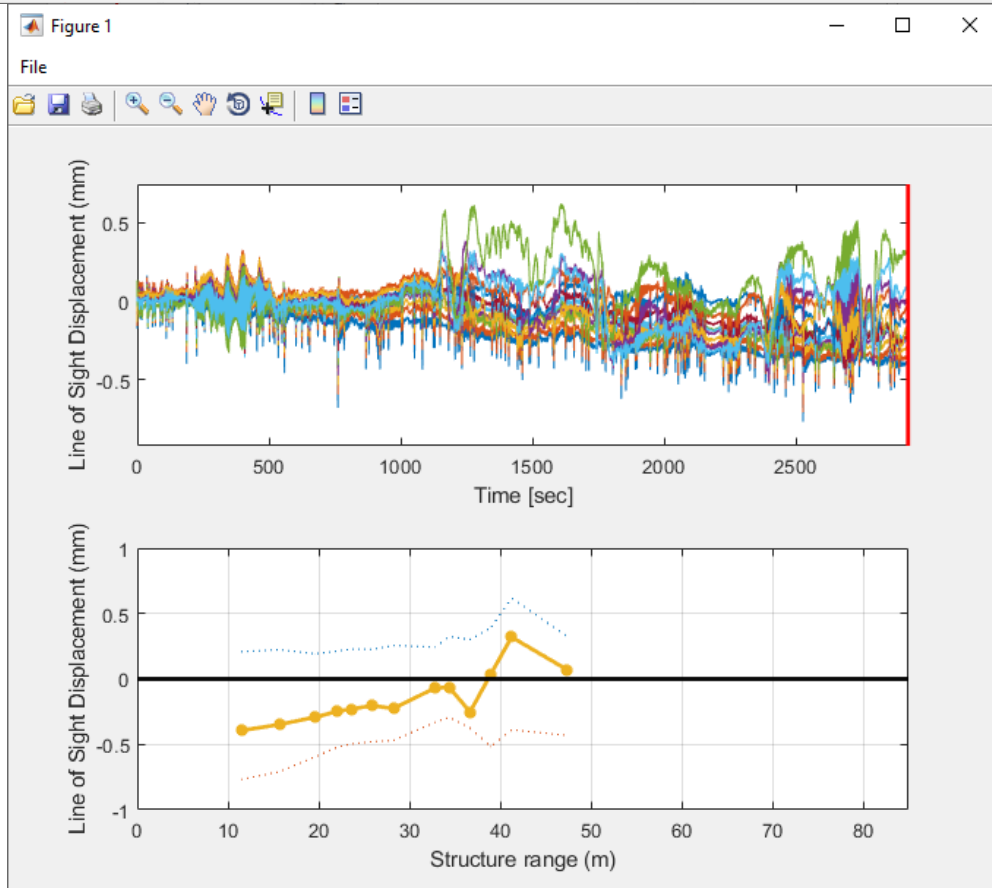 Figure 1
File
Line of Sight Displacement (mm)
0.5
0
-0.5
0 500 1000 1500 2000 2500
Time [sec]
Line of Sight Displacement (mm)
1
0.5
0
-0.5
-1
0 10 20 30 40 50 60 70 80
Structure range (m)